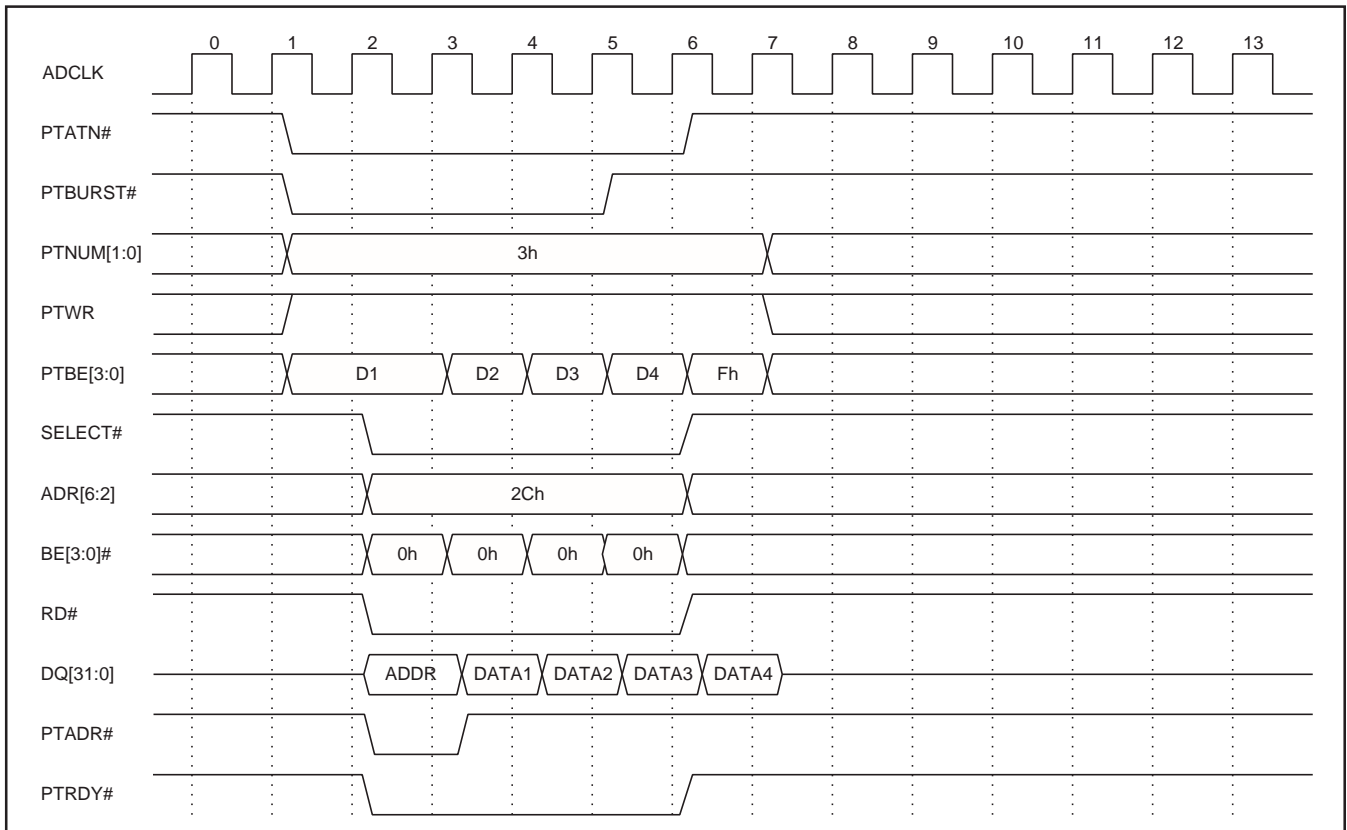 0 1 2 3 4 5 6 7 8 9 10 11 12 13
ADCLK
PTATN#
PTBURST#
PTNUM[1:0] 3h
PTWR
PTBE[3:0] D1 D2 D3 D4 Fh
SELECT#
ADR[6:2] 2Ch
BE[3:0]# 0h 0h 0h 0h
RD#
DQ[31:0] ADDR DATA1 DATA2 DATA3 DATA4
PTADR#
PTRDY#